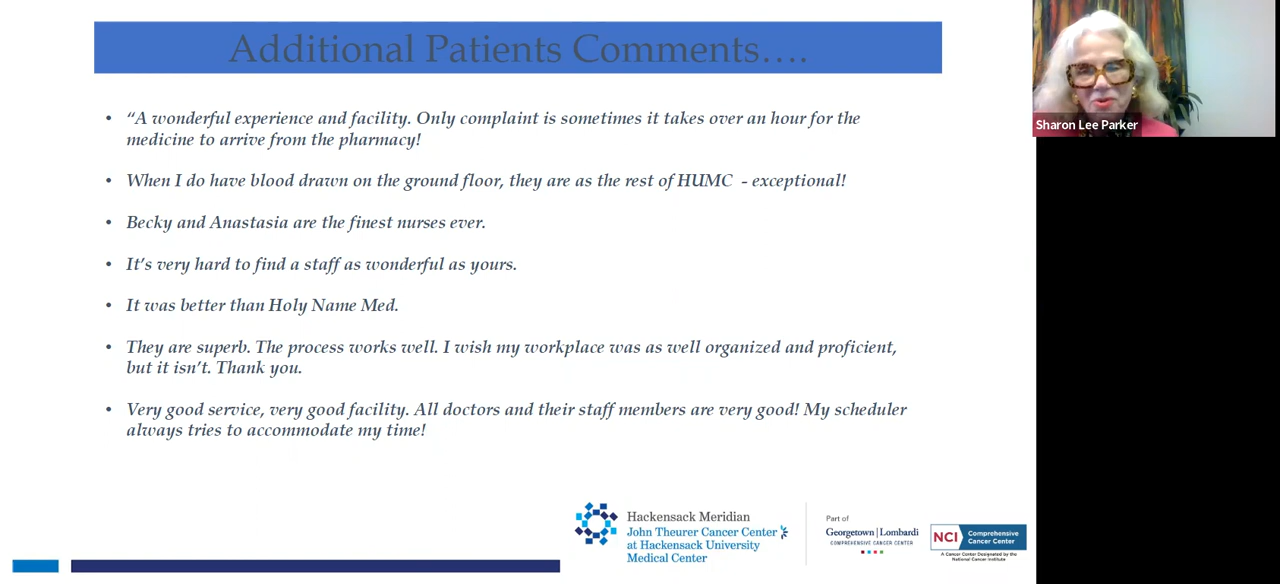 Additional Patients Comments….
• “A wonderful experience and facility. Only complaint is sometimes it takes over an hour for the
medicine to arrive from the pharmacy!
• When I do have blood drawn on the ground floor, they are as the rest of HUMC - exceptional!
• Becky and Anastasia are the finest nurses ever.
• It’s very hard to find a staff as wonderful as yours.
• It was better than Holy Name Med.
• They are superb. The process works well. I wish my workplace was as well organized and proficient,
but it isn’t. Thank you.
• Very good service, very good facility. All doctors and their staff members are very good! My scheduler
always tries to accommodate my time!
Sharon Lee Parker
Hackensack Meridian
John Theurer Cancer Center
at Hackensack University
Medical Center
Part of
Georgetown | Lombardi
COMPREHENSIVE CANCER CENTER
NCI Comprehensive
Cancer Center
A Cancer Center Designated by the
National Cancer Institute